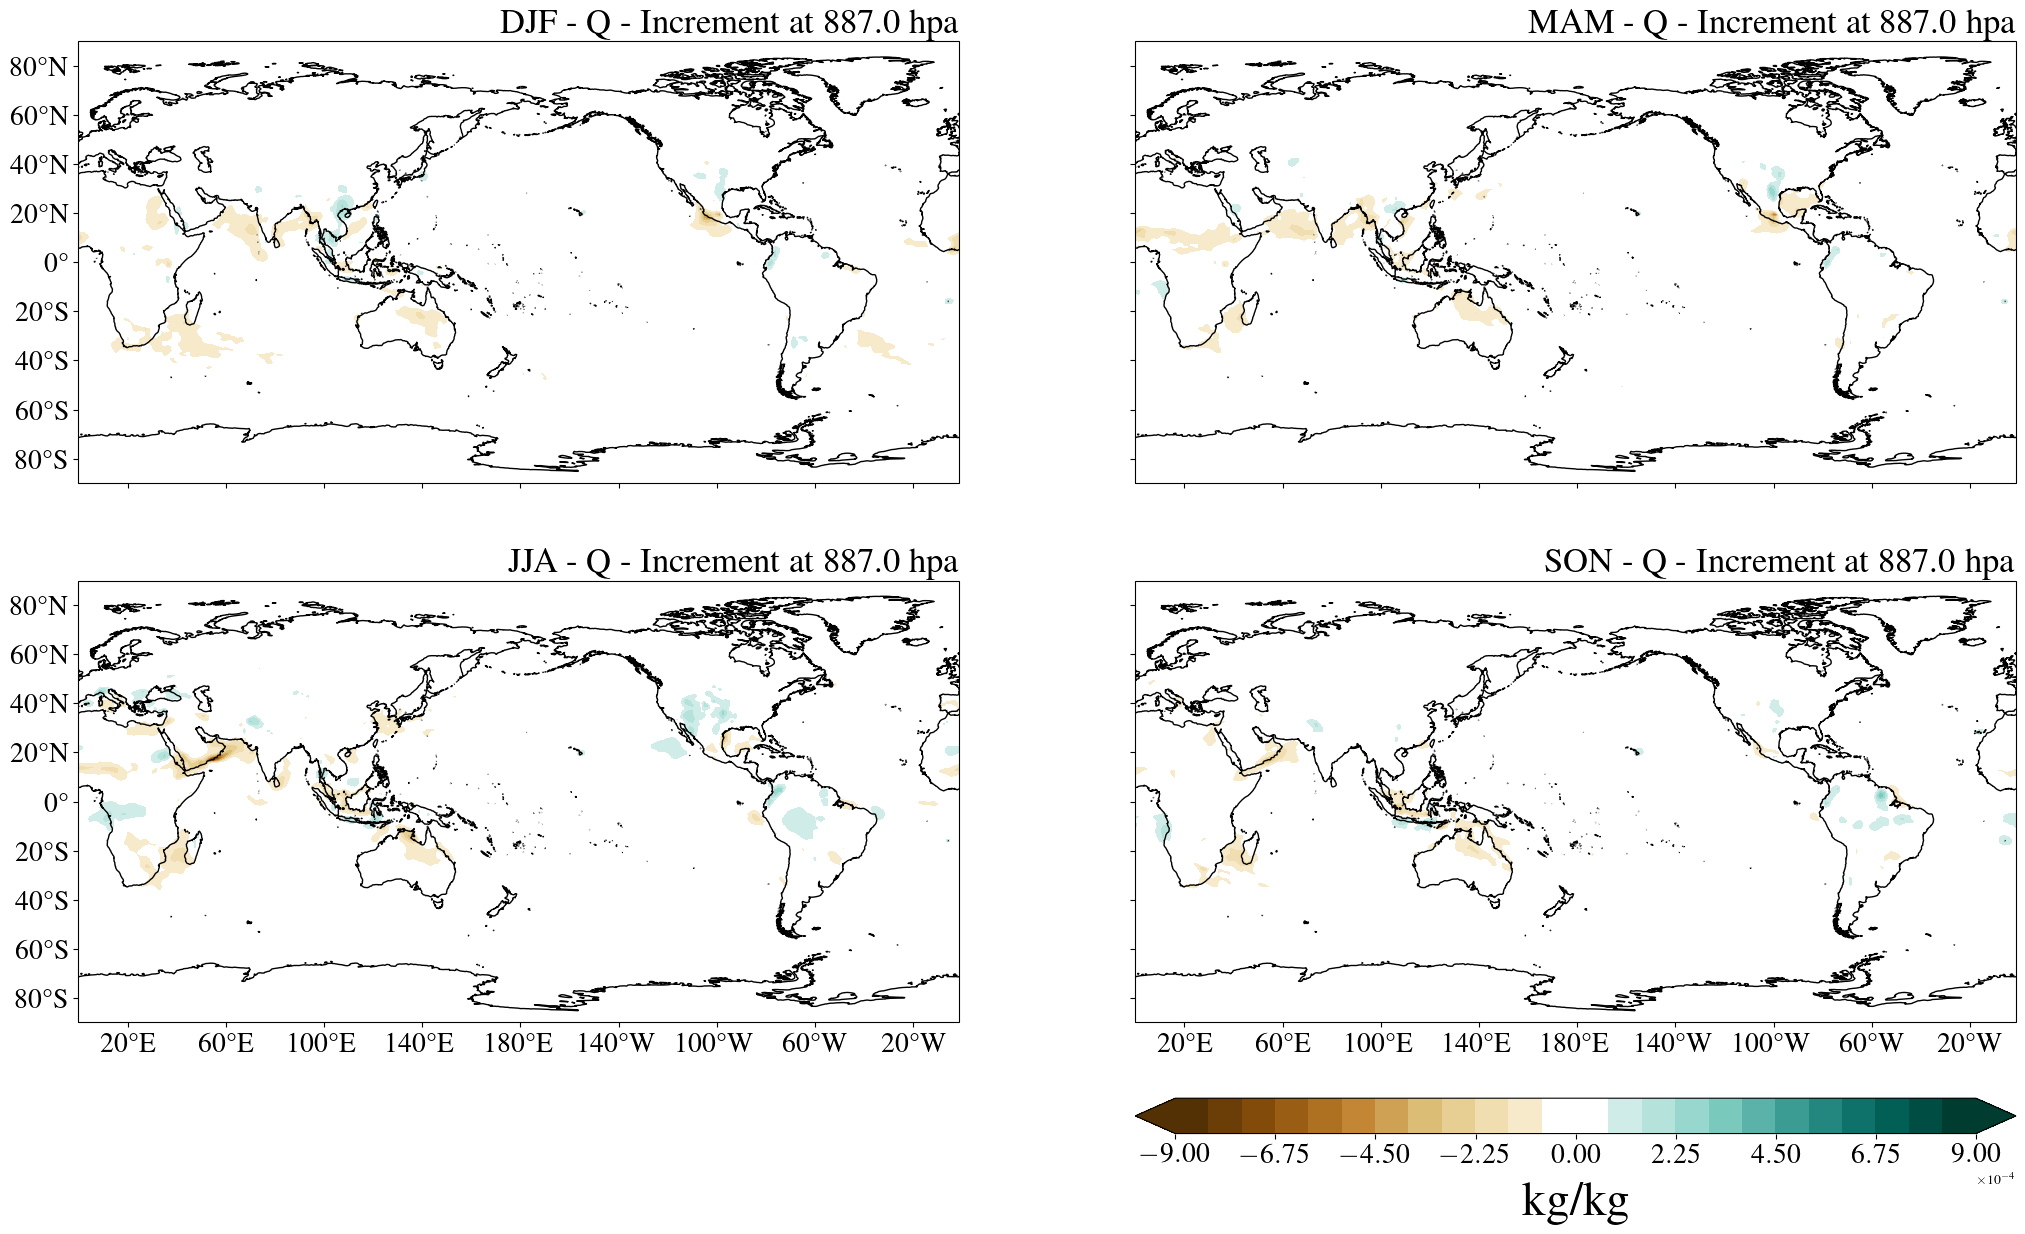 DJF - Q - Increment at 887.0 hpa
MAM - Q - Increment at 887.0 hpa
80°N
60°N
40°N
20°N
0°
20°S
40°S
60°S
80°S
JJA - Q - Increment at 887.0 hpa
SON - Q - Increment at 887.0 hpa
80°N
60°N
40°N
20°N
0°
20°S
40°S
60°S
80°S
20°E 60°E 100°E 140°E 180°E 140°W 100°W 60°W 20°W
20°E 60°E 100°E 140°E 180°E 140°W 100°W 60°W 20°W
−9.00 −6.75 −4.50 −2.25 0.00 2.25 4.50 6.75 9.00
×10⁻⁴
kg/kg